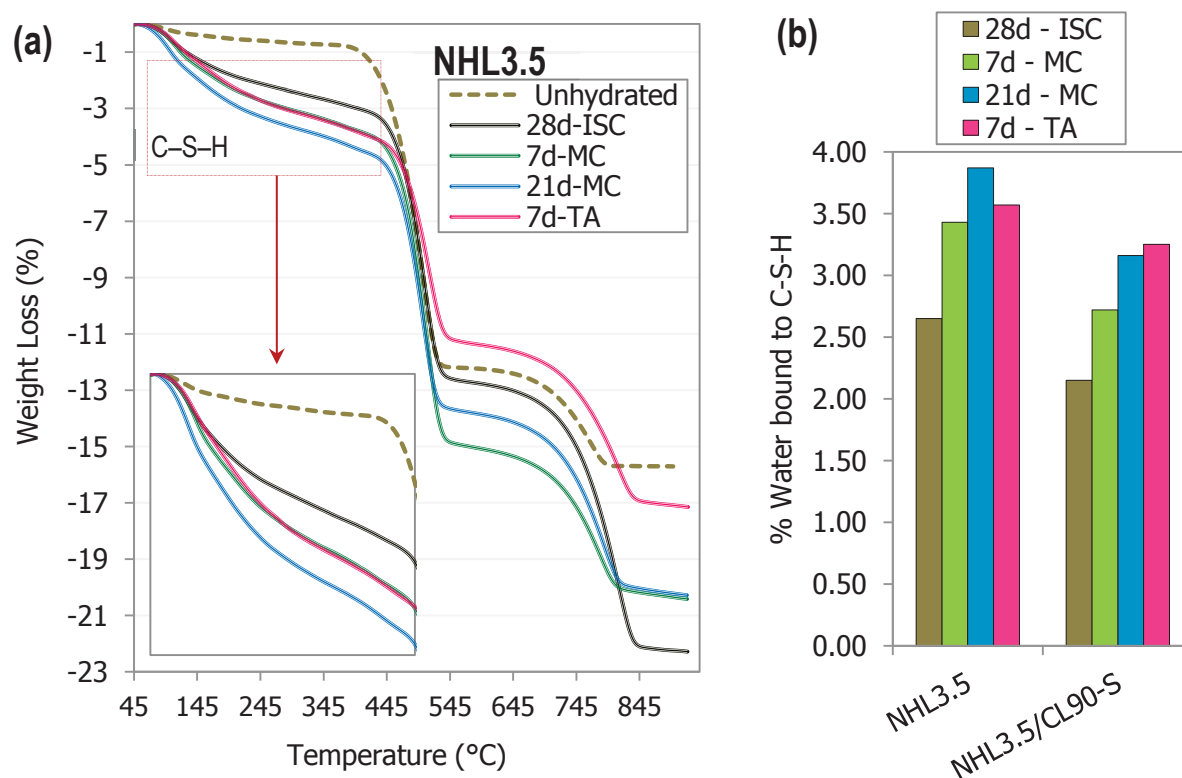 (a)
NHL3.5
Unhydrated
28d-ISC
7d-MC
21d-MC
7d-TA
C–S–H
Weight Loss (%)
-1
-3
-5
-7
-9
-11
-13
-15
-17
-19
-21
-23
45 145 245 345 445 545 645 745 845
Temperature (°C)
(b)
28d - ISC
7d - MC
21d - MC
7d - TA
% Water bound to C-S-H
4.00
3.50
3.00
2.50
2.00
1.50
1.00
0.50
0.00
NHL3.5
NHL3.5/CL90-S